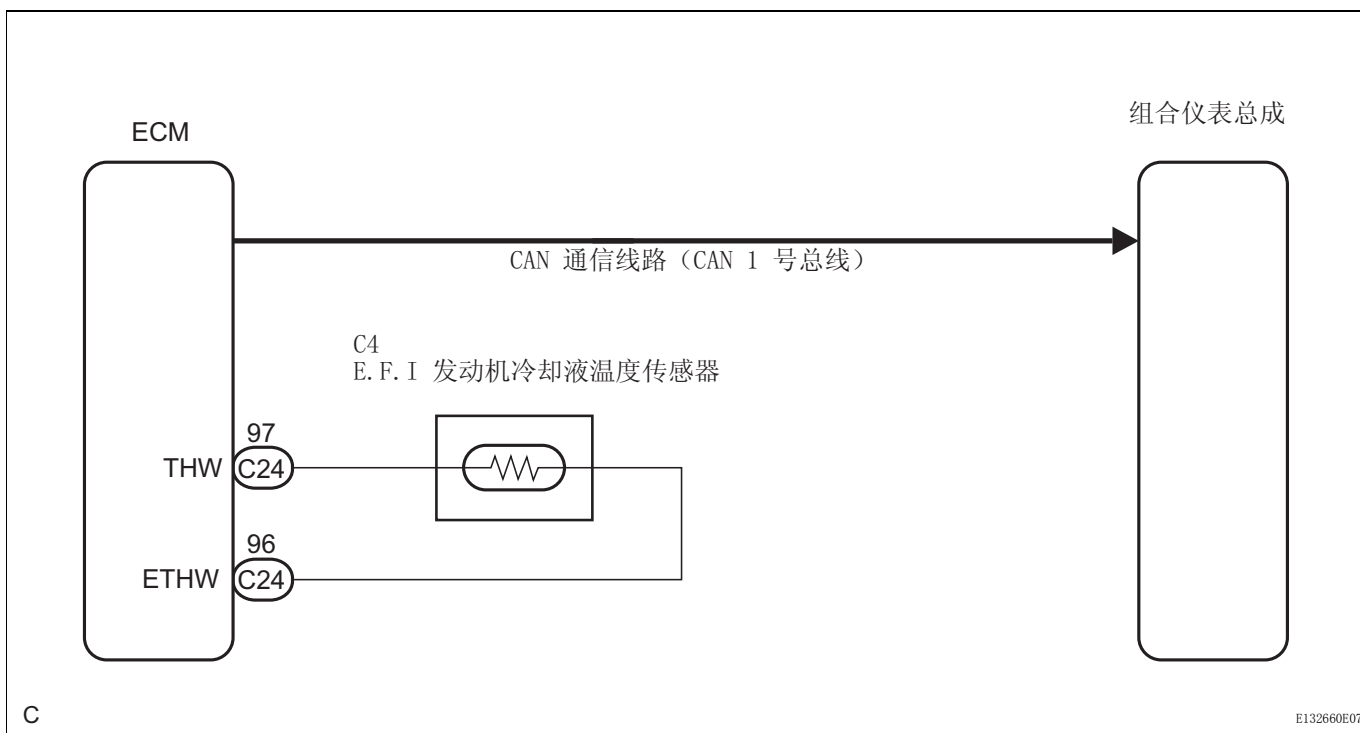 组合仪表总成
ECM
CAN 通信线路（CAN 1 号总线）
C4
E.F.I 发动机冷却液温度传感器
97
THW C24
96
ETHW C24
C
E132660E07